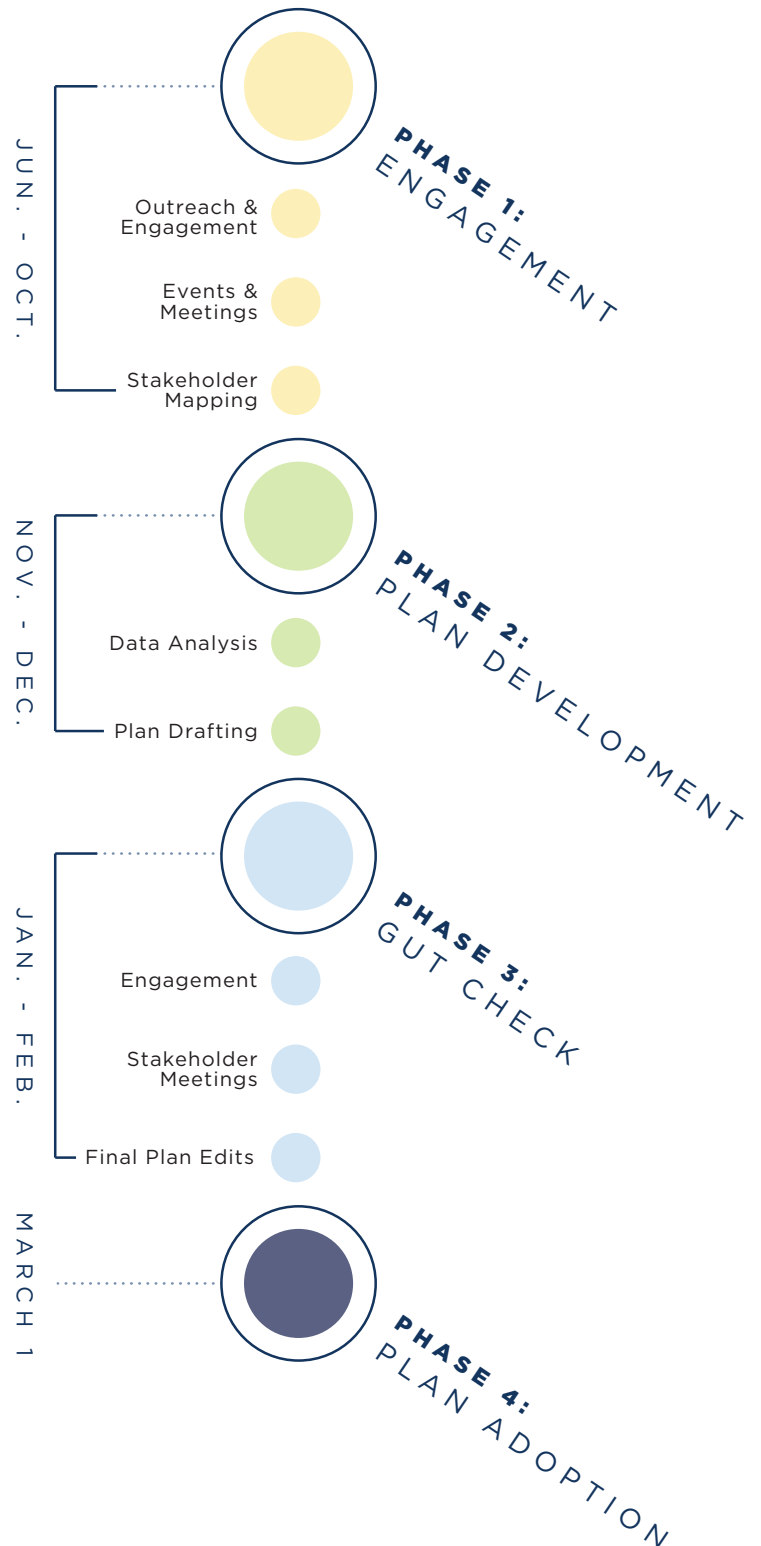 JUN. - OCT.
PHASE 1:
ENGAGEMENT
Outreach &
Engagement
Events &
Meetings
Stakeholder
Mapping
NOV. - DEC.
PHASE 2:
PLAN DEVELOPMENT
Data Analysis
Plan Drafting
JAN. - FEB.
PHASE 3:
GUT CHECK
Engagement
Stakeholder
Meetings
Final Plan Edits
MARCH 1
PHASE 4:
PLAN ADOPTION